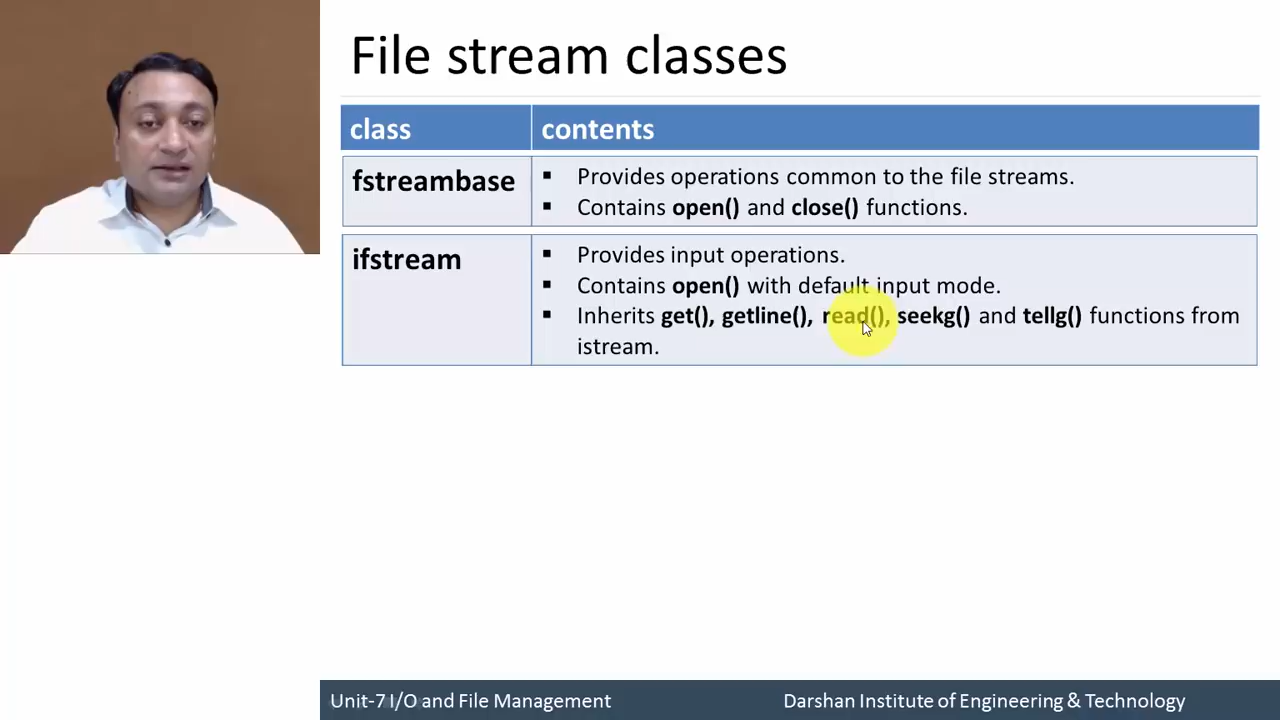 File stream classes
class contents
fstreambase
▪ Provides operations common to the file streams.
▪ Contains open() and close() functions.
ifstream
▪ Provides input operations.
▪ Contains open() with default input mode.
▪ Inherits get(), getline(), read(), seekg() and tellg() functions from
istream.
Unit-7 I/O and File Management Darshan Institute of Engineering & Technology